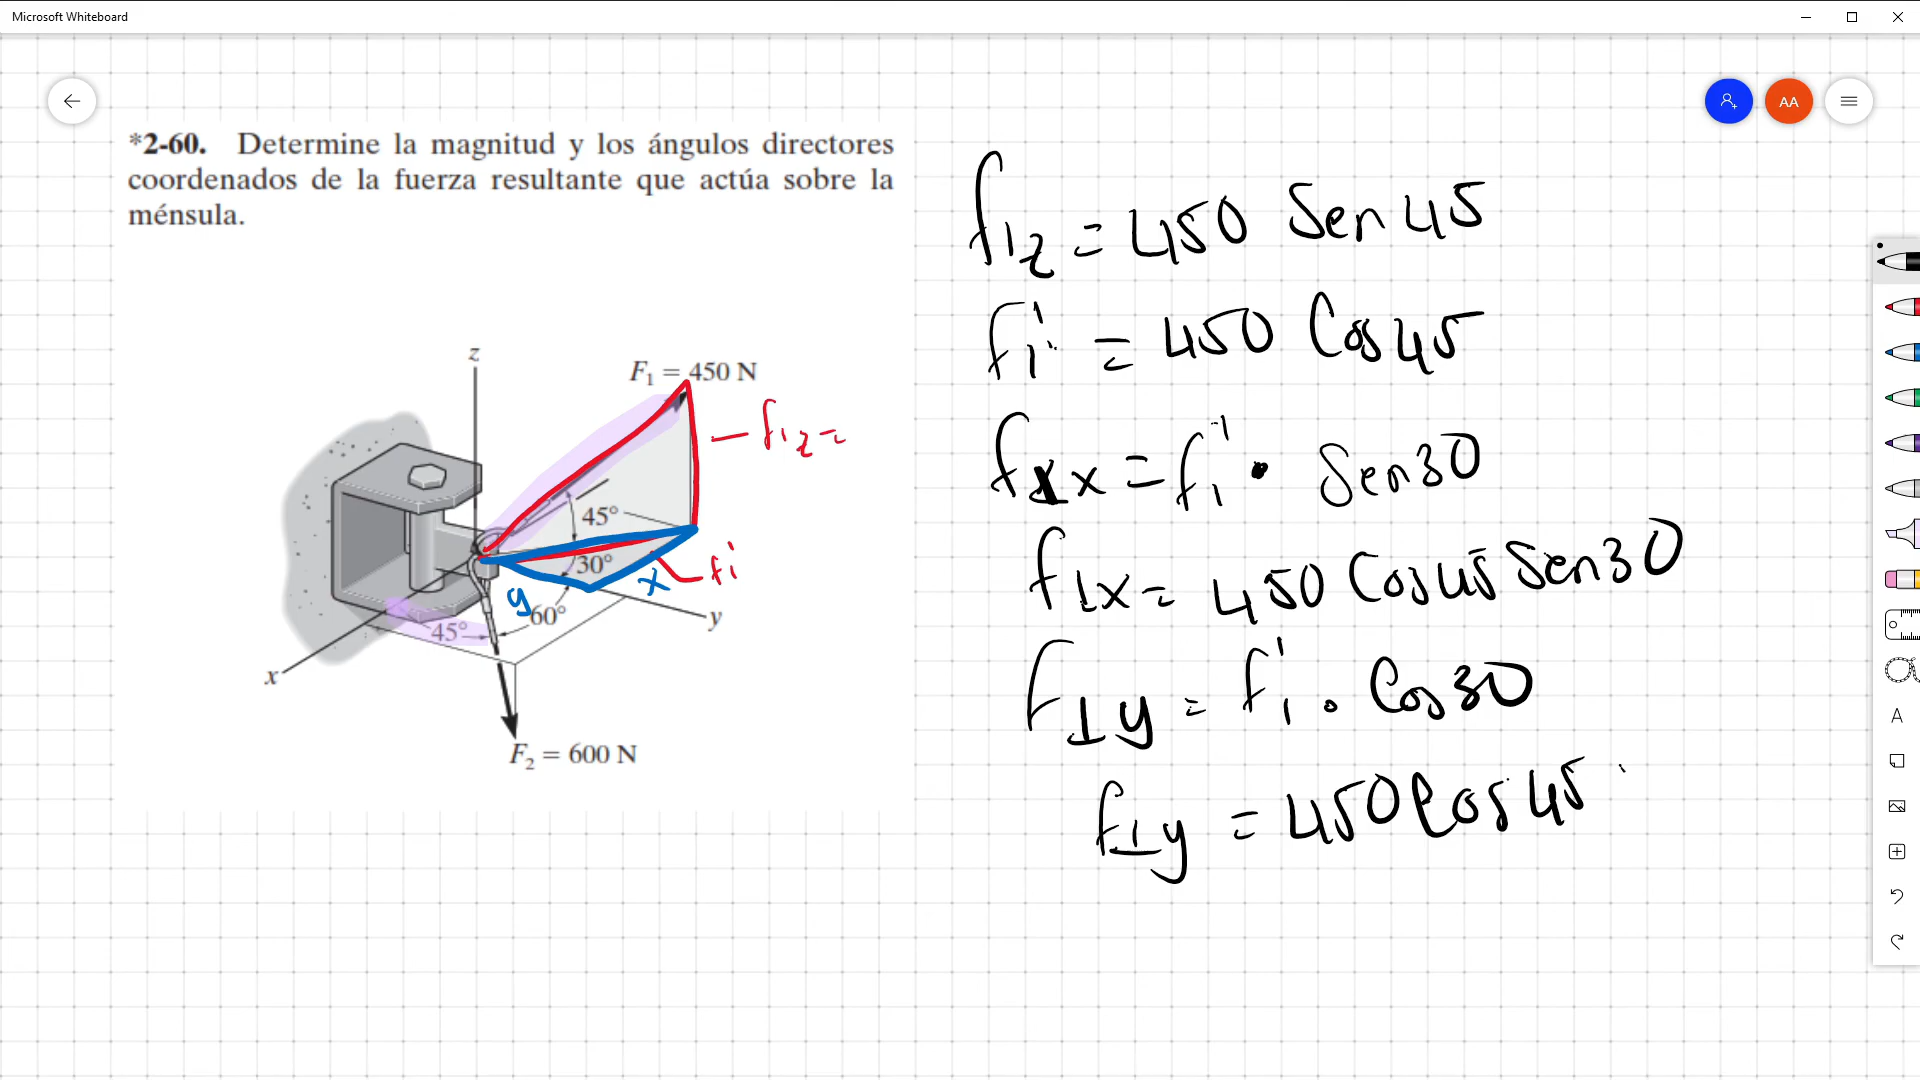 Microsoft Whiteboard
AA
*2-60. Determine la magnitud y los ángulos directores
coordenados de la fuerza resultante que actúa sobre la
ménsula.
z
F₁ = 450 N
f₁z =
45°
30°
f₁'
x
y
60°
y
45°
x
F₂ = 600 N
f₁z = 450 Sen 45
f₁' = 450 Cos 45
f₁x = f₁' · Sen 30
f₁x = 450 Cos 45 Sen 30
f₁y = f₁' · Cos 30
f₁y = 450 Cos 45 ·
A